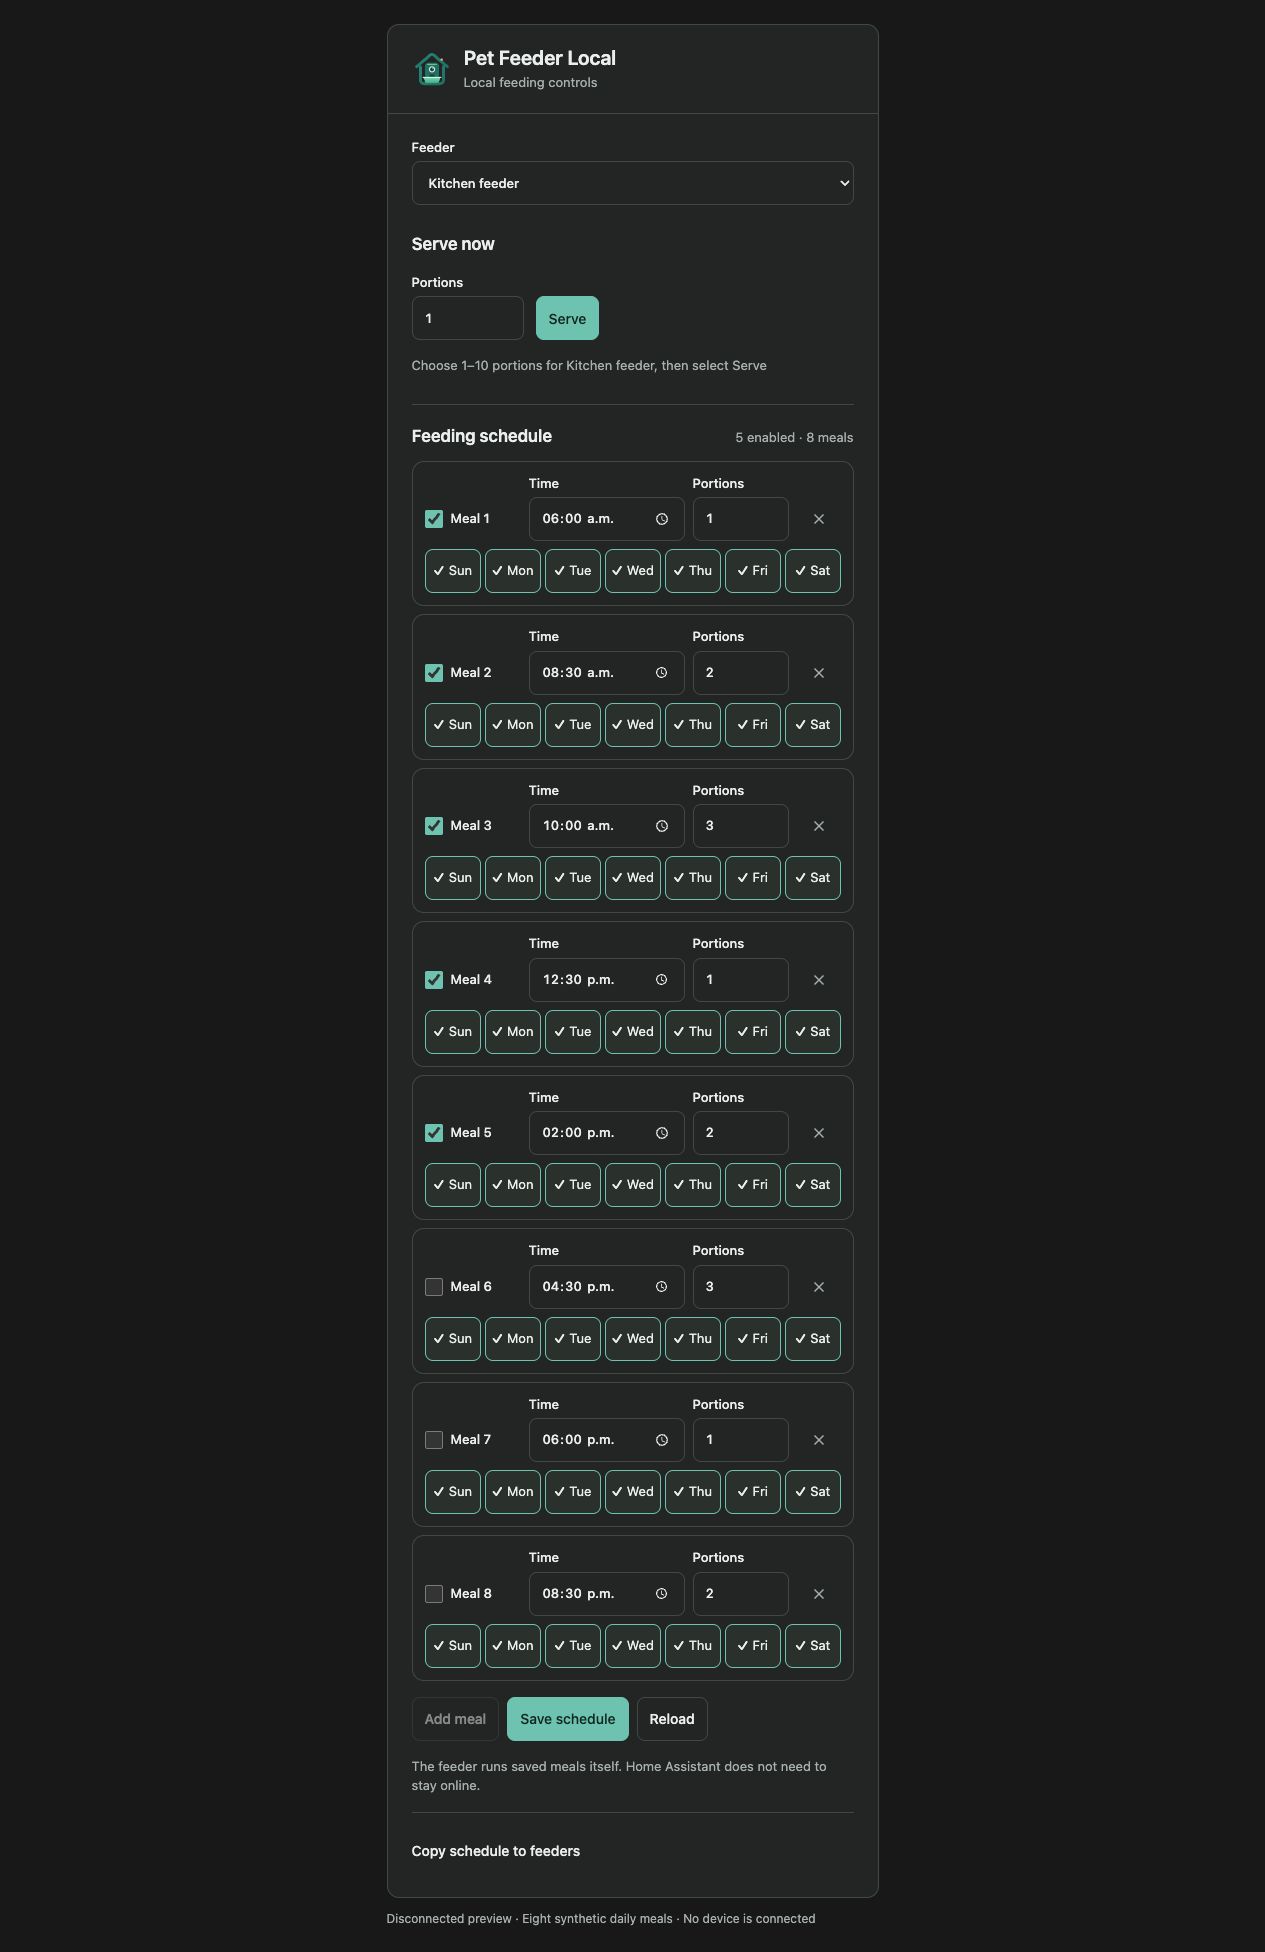 Pet Feeder Local
Local feeding controls
Feeder
Kitchen feeder
Serve now
Portions
1
Serve
Choose 1–10 portions for Kitchen feeder, then select Serve
Feeding schedule
5 enabled · 8 meals
Time Portions
Meal 1 06:00 a.m. 1
Sun Mon Tue Wed Thu Fri Sat
Time Portions
Meal 2 08:30 a.m. 2
Sun Mon Tue Wed Thu Fri Sat
Time Portions
Meal 3 10:00 a.m. 3
Sun Mon Tue Wed Thu Fri Sat
Time Portions
Meal 4 12:30 p.m. 1
Sun Mon Tue Wed Thu Fri Sat
Time Portions
Meal 5 02:00 p.m. 2
Sun Mon Tue Wed Thu Fri Sat
Time Portions
Meal 6 04:30 p.m. 3
Sun Mon Tue Wed Thu Fri Sat
Time Portions
Meal 7 06:00 p.m. 1
Sun Mon Tue Wed Thu Fri Sat
Time Portions
Meal 8 08:30 p.m. 2
Sun Mon Tue Wed Thu Fri Sat
Add meal Save schedule Reload
The feeder runs saved meals itself. Home Assistant does not need to
stay online.
Copy schedule to feeders
Disconnected preview · Eight synthetic daily meals · No device is connected